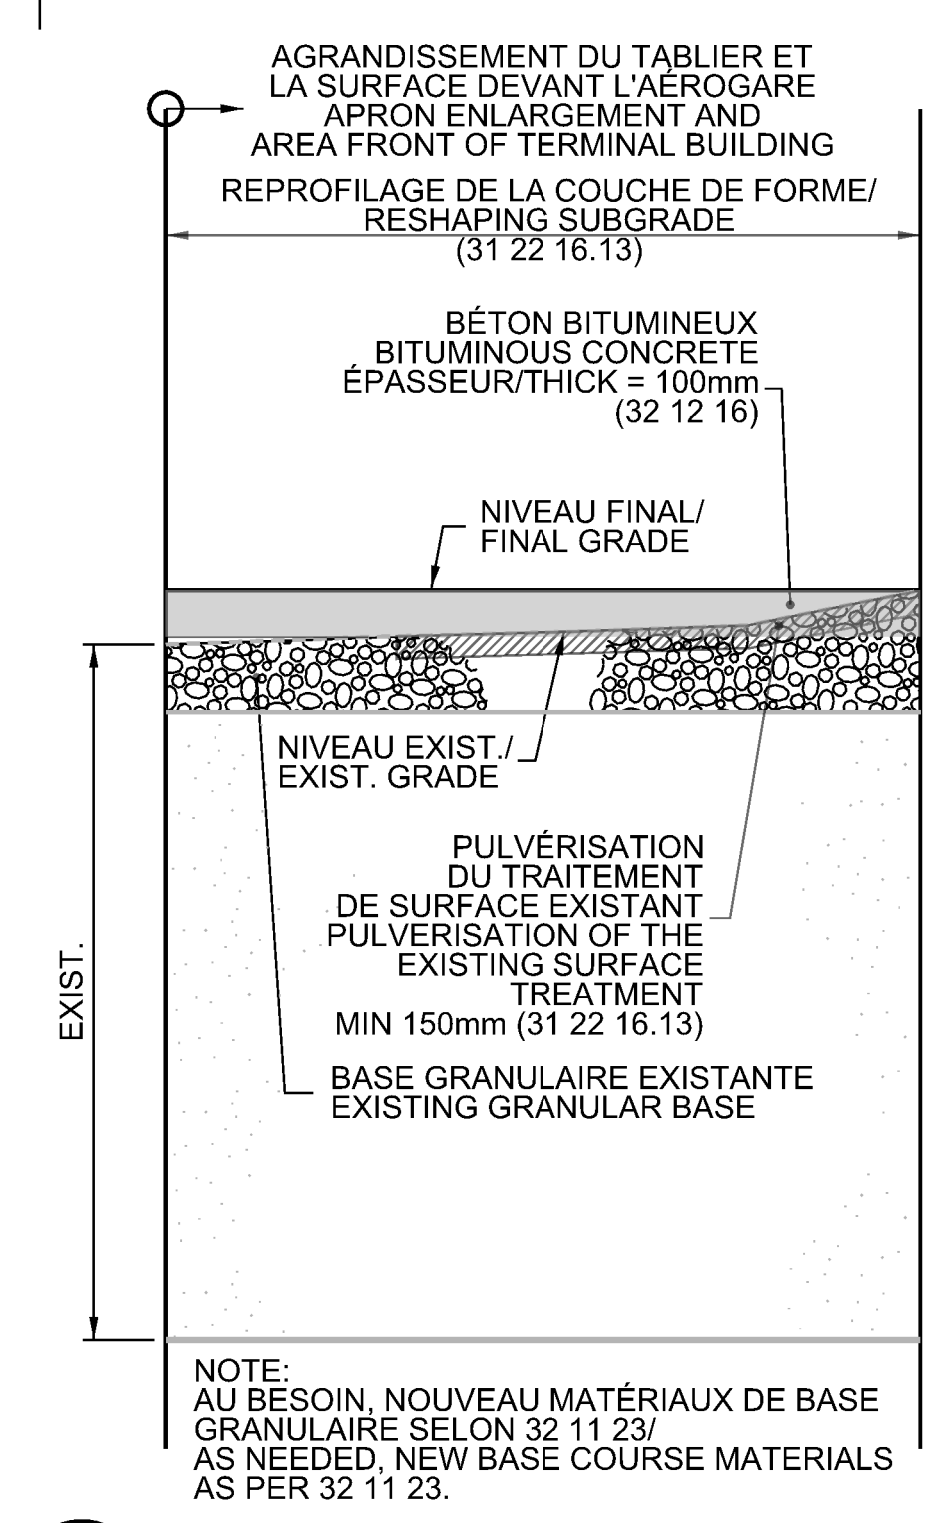 AGRANDISSEMENT DU TABLIER ET
LA SURFACE DEVANT L'AÉROGARE
APRON ENLARGEMENT AND
AREA FRONT OF TERMINAL BUILDING
REPROFILAGE DE LA COUCHE DE FORME/
RESHAPING SUBGRADE
(31 22 16.13)
BÉTON BITUMINEUX
BITUMINOUS CONCRETE
ÉPASSEUR/THICK = 100mm
(32 12 16)
NIVEAU FINAL/
FINAL GRADE
NIVEAU EXIST./
EXIST. GRADE
PULVÉRISATION
DU TRAITEMENT
DE SURFACE EXISTANT
PULVERISATION OF THE
EXISTING SURFACE
TREATMENT
MIN 150mm (31 22 16.13)
EXIST.
BASE GRANULAIRE EXISTANTE
EXISTING GRANULAR BASE
NOTE:
AU BESOIN, NOUVEAU MATÉRIAUX DE BASE
GRANULAIRE SELON 32 11 23/
AS NEEDED, NEW BASE COURSE MATERIALS
AS PER 32 11 23.